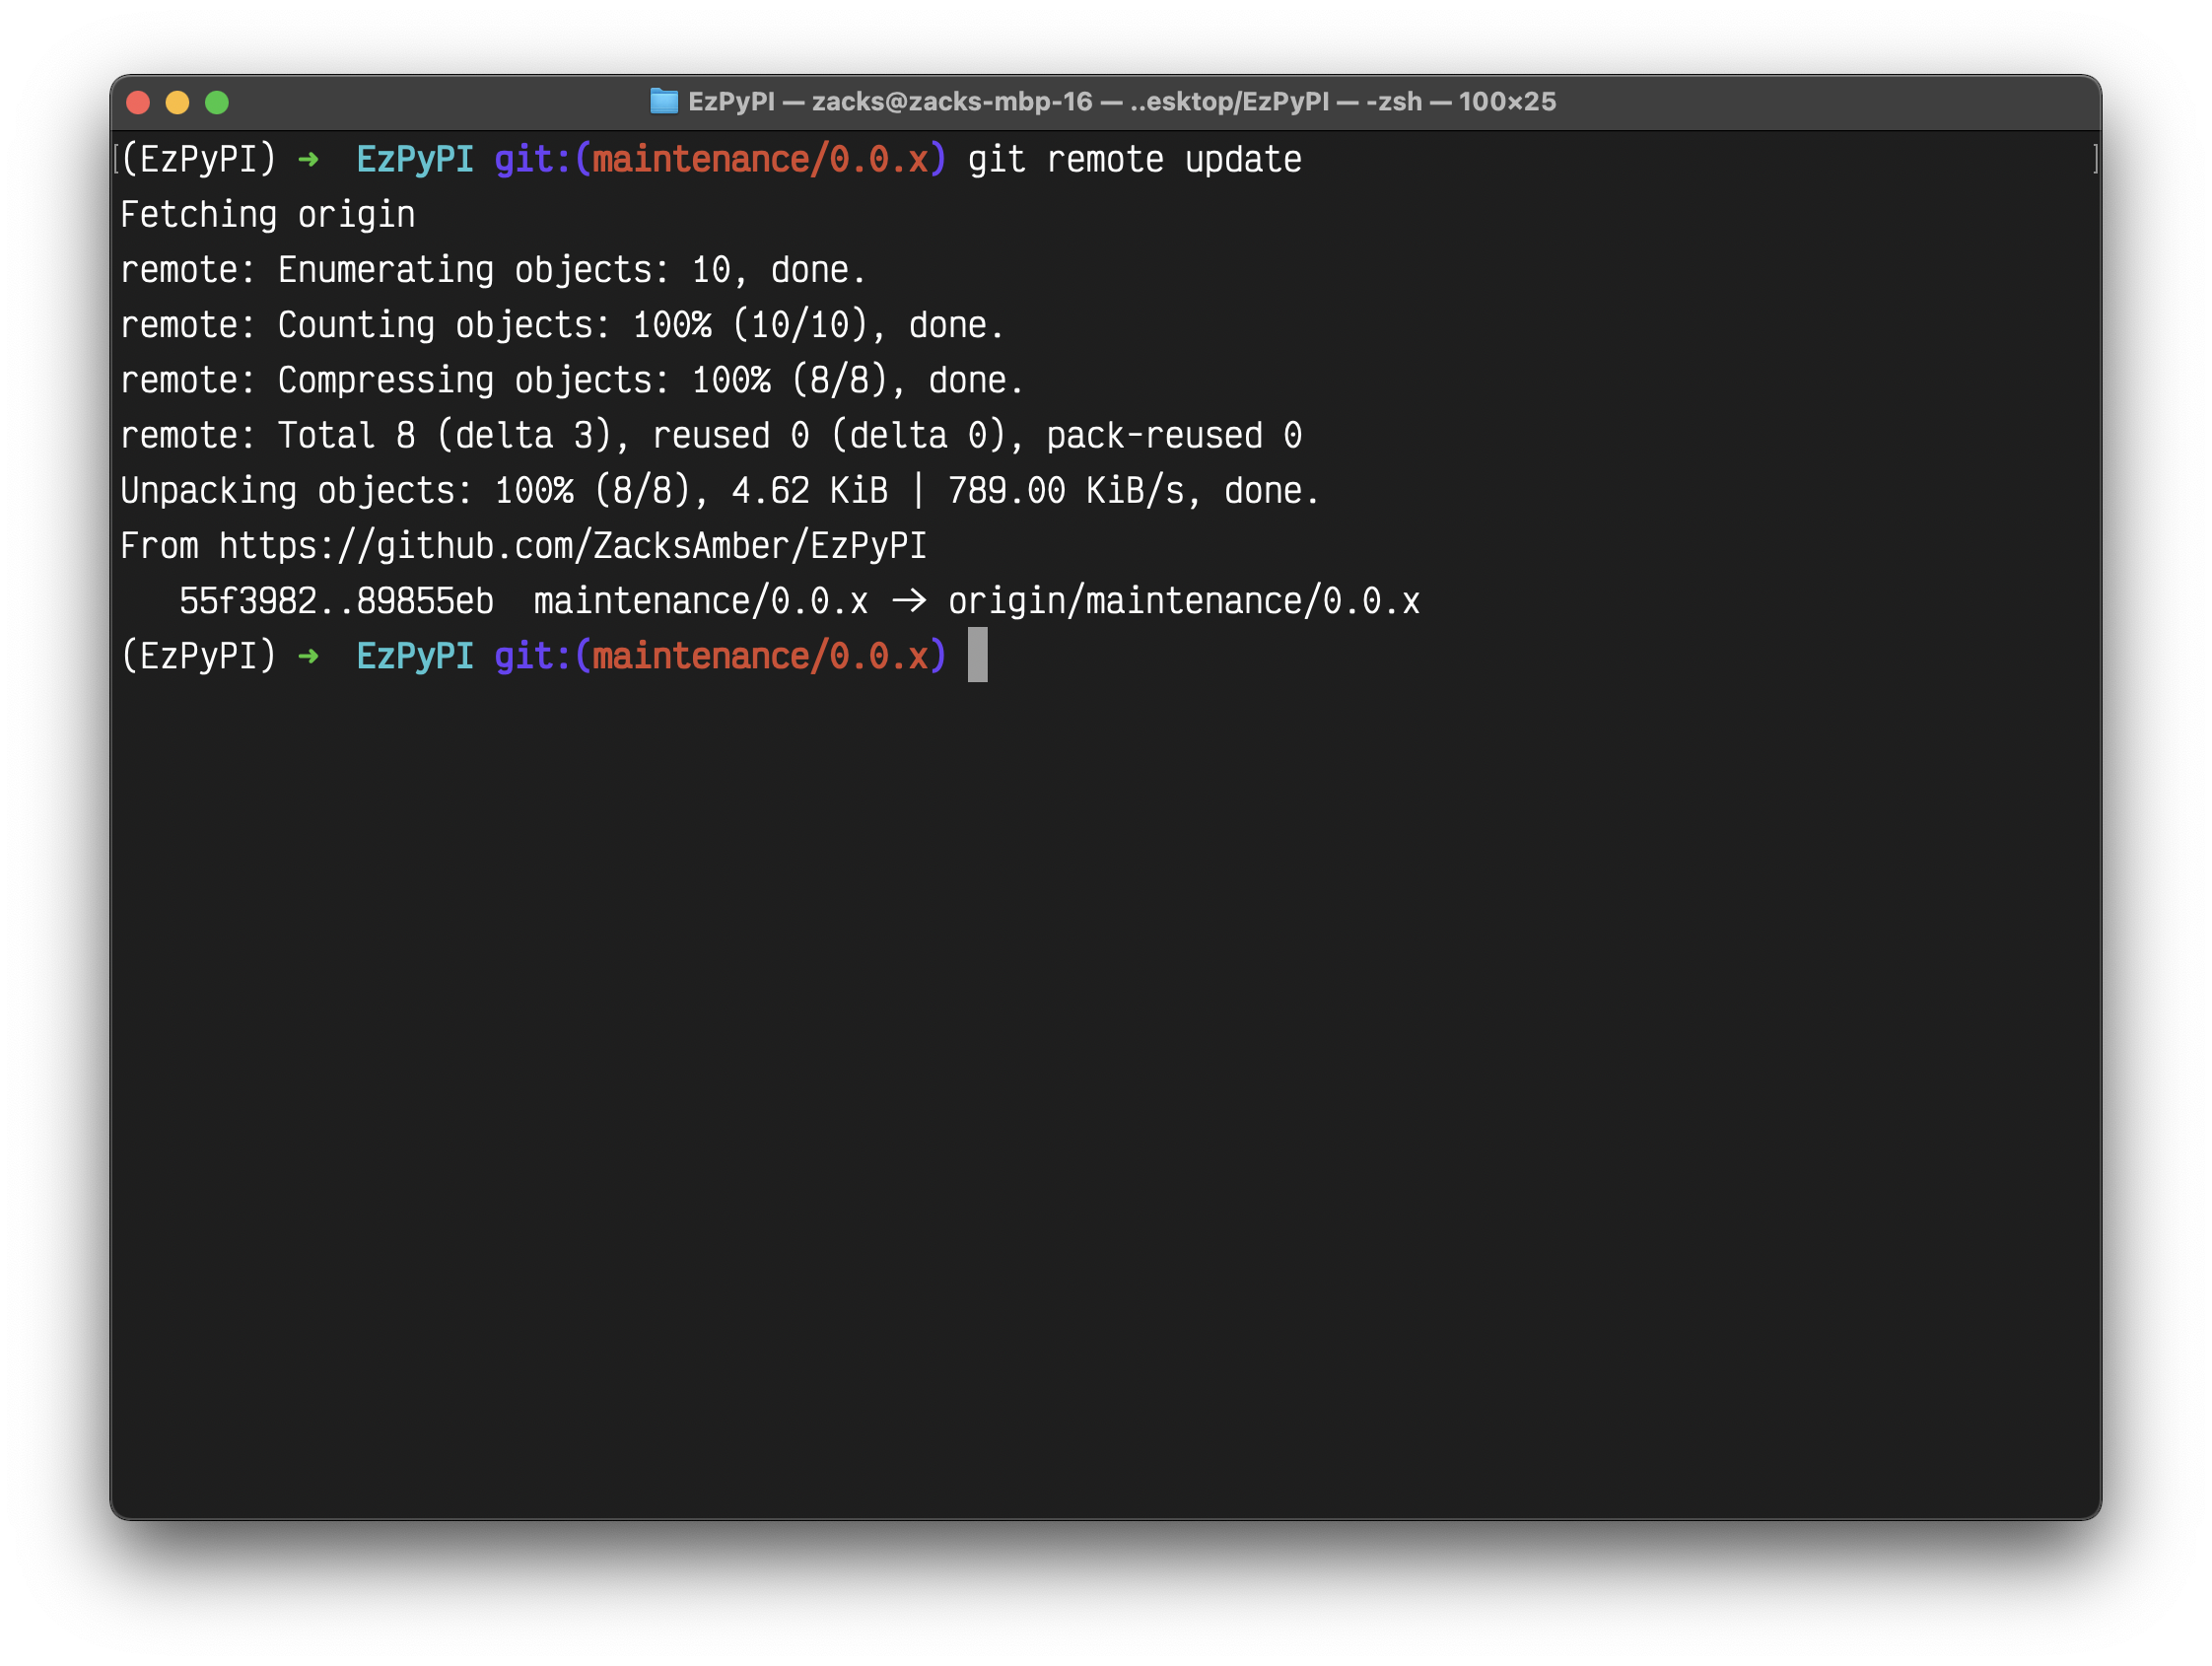 EzPyPI — zacks@zacks-mbp-16 — ..esktop/EzPyPI — -zsh — 100×25
[(EzPyPI) ➜  EzPyPI git:(maintenance/0.0.x) git remote update ]
Fetching origin
remote: Enumerating objects: 10, done.
remote: Counting objects: 100% (10/10), done.
remote: Compressing objects: 100% (8/8), done.
remote: Total 8 (delta 3), reused 0 (delta 0), pack-reused 0
Unpacking objects: 100% (8/8), 4.62 KiB | 789.00 KiB/s, done.
From https://github.com/ZacksAmber/EzPyPI
   55f3982..89855eb  maintenance/0.0.x -> origin/maintenance/0.0.x
(EzPyPI) ➜  EzPyPI git:(maintenance/0.0.x)